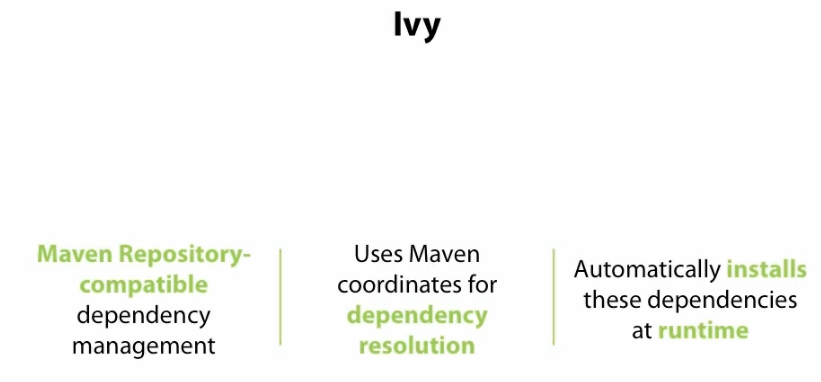 Ivy
Maven Repository-
compatible
dependency
management
Uses Maven
coordinates for
dependency
resolution
Automatically installs
these dependencies
at runtime